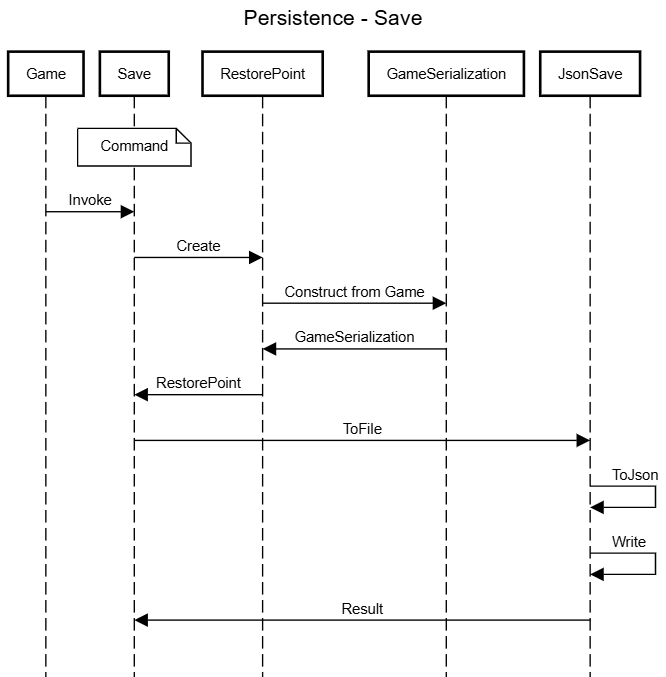 Persistence - Save
Game
Save
RestorePoint
GameSerialization
JsonSave
Command
Invoke
Create
Construct from Game
GameSerialization
RestorePoint
ToFile
ToJson
Write
Result